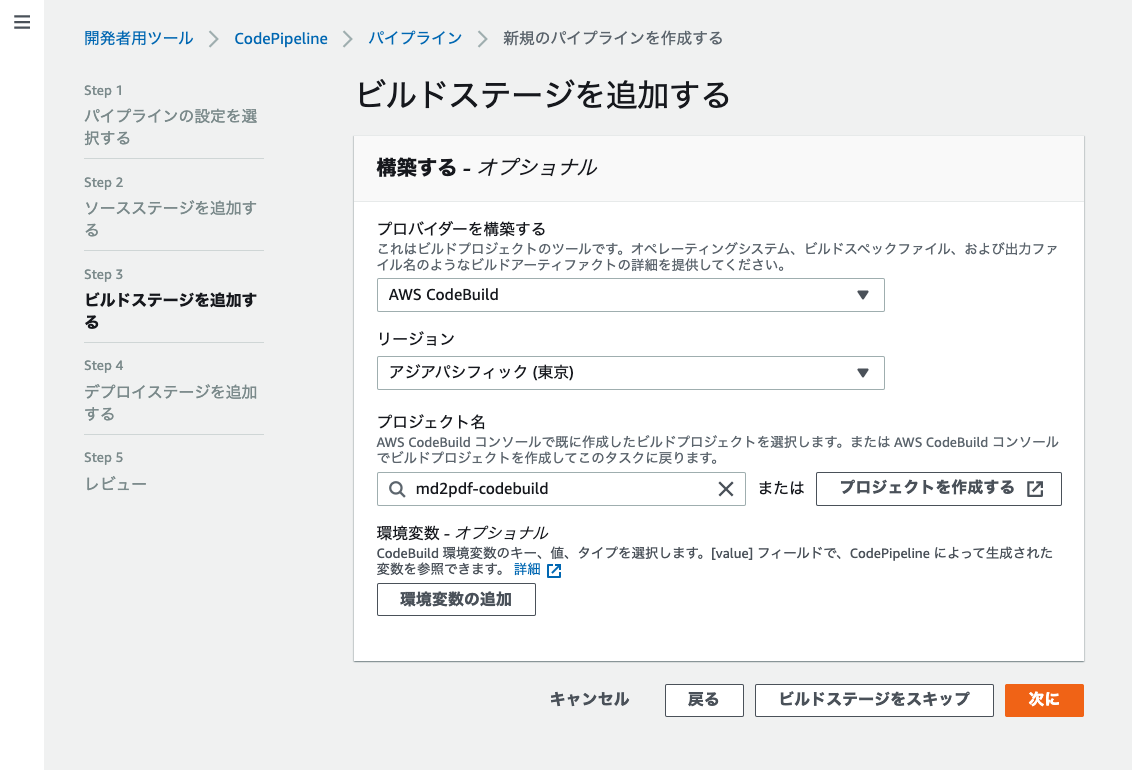 開発者用ツール > CodePipeline > パイプライン > 新規のパイプラインを作成する
Step 1
パイプラインの設定を選
択する
Step 2
ソースステージを追加す
る
Step 3
ビルドステージを追加す
る
Step 4
デプロイステージを追加
する
Step 5
レビュー
ビルドステージを追加する
構築する - オプショナル
プロバイダーを構築する
これはビルドプロジェクトのツールです。オペレーティングシステム、ビルドスペックファイル、および出力ファ
イル名のようなビルドアーティファクトの詳細を提供してください。
AWS CodeBuild
リージョン
アジアパシフィック (東京)
プロジェクト名
AWS CodeBuild コンソールで既に作成したビルドプロジェクトを選択します。または AWS CodeBuild コンソール
でビルドプロジェクトを作成してこのタスクに戻ります。
md2pdf-codebuild または プロジェクトを作成する
環境変数 - オプショナル
CodeBuild 環境変数のキー、値、タイプを選択します。[value] フィールドで、CodePipeline によって生成された
変数を参照できます。 詳細
環境変数の追加
キャンセル 戻る ビルドステージをスキップ 次に